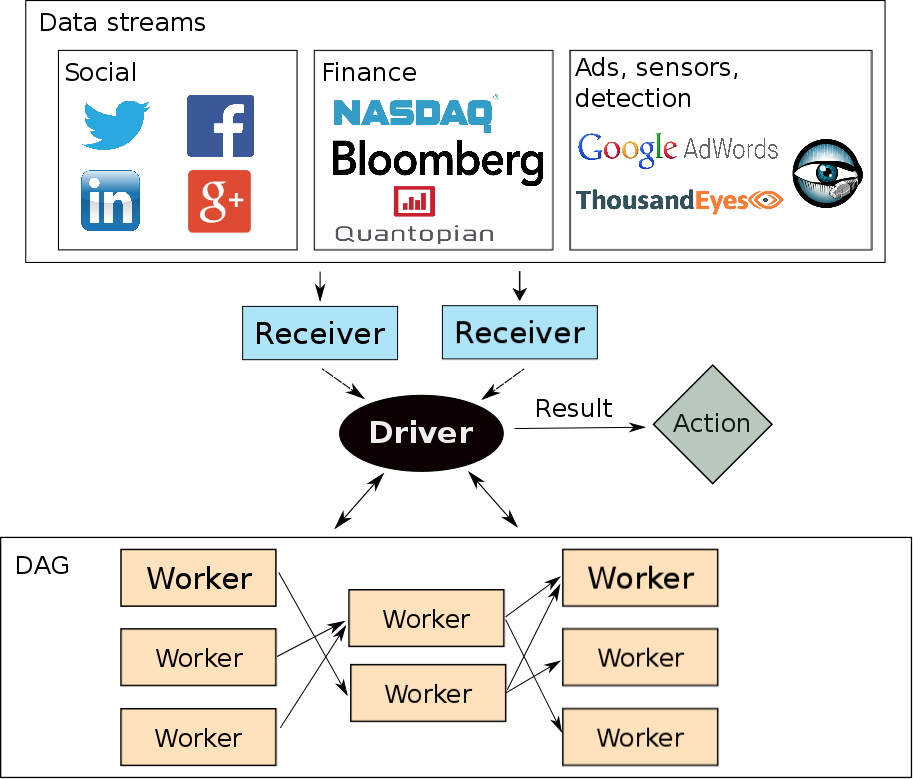 Data streams
Social
in
g+
Finance
NASDAQ
Bloomberg
Quantopian
Ads, sensors,
detection
Google AdWords
ThousandEyes
Receiver
Receiver
Driver
Result
Action
DAG
Worker
Worker
Worker
Worker
Worker
Worker
Worker
Worker